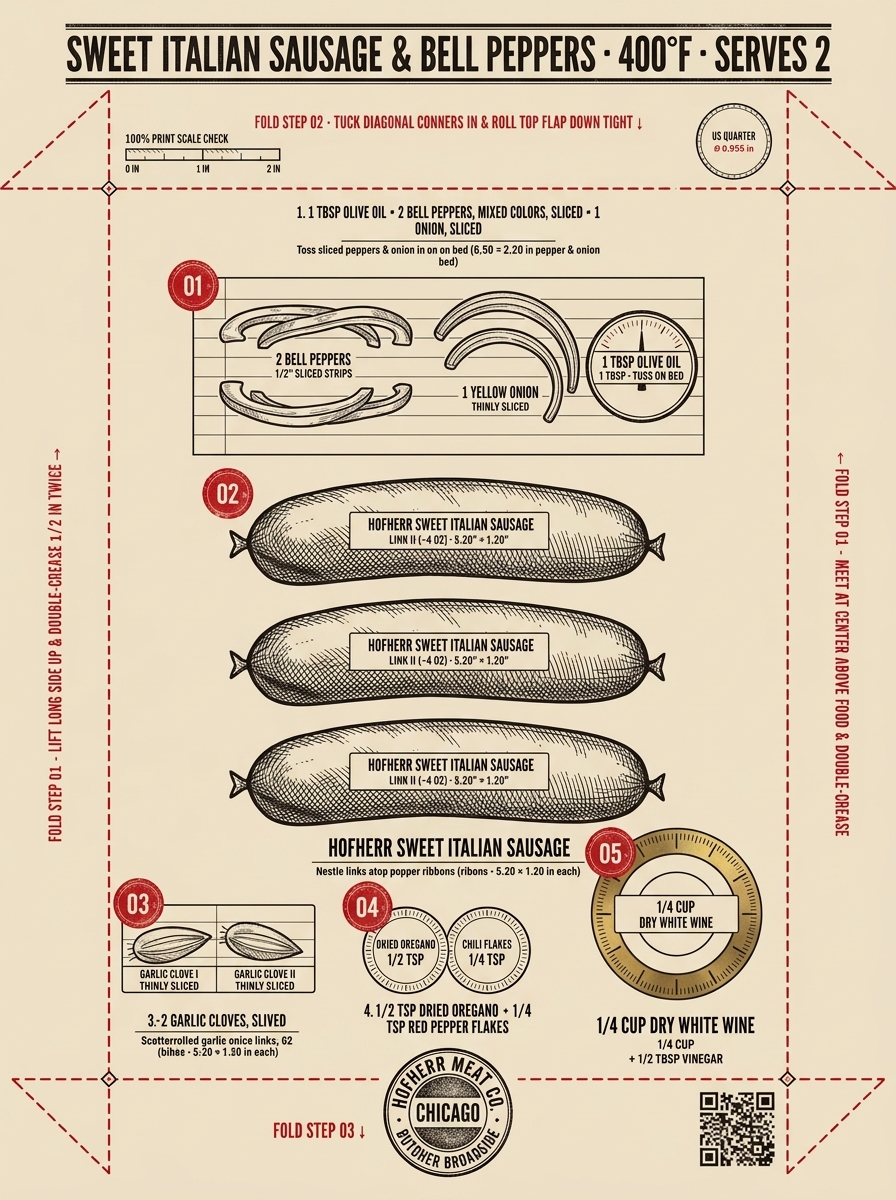 SWEET ITALIAN SAUSAGE & BELL PEPPERS · 400°F · SERVES 2
FOLD STEP 02 · TUCK DIAGONAL CONNERS IN & ROLL TOP FLAP DOWN TIGHT ↓
100% PRINT SCALE CHECK
0 IN 1 IN 2 IN
US QUARTER
0.955 in
1. 1 TBSP OLIVE OIL • 2 BELL PEPPERS, MIXED COLORS, SLICED • 1
ONION, SLICED
Toss sliced peppers & onion in on on bed (6,50 = 2,20 in pepper & onion
bed)
01
2 BELL PEPPERS
1/2" SLICED STRIPS
1 YELLOW ONION
THINLY SLICED
1 TBSP OLIVE OIL
1 TBSP - TUSS ON BED
FOLD STEP 01 - LIFT LONG SIDE UP & DOUBLE-CREASE 1/2 IN TWICE →
← FOLD STEP 01 - MEET AT CENTER ABOVE FOOD & DOUBLE-CREASE
02
HOFHERR SWEET ITALIAN SAUSAGE
LINK II (-4 OZ) - 8.20" × 1.20"
HOFHERR SWEET ITALIAN SAUSAGE
LINK II (-4 OZ) - 5.20" × 1.20"
HOFHERR SWEET ITALIAN SAUSAGE
LINK II (-4 OZ) - 8.20" × 1.20"
HOFHERR SWEET ITALIAN SAUSAGE
Nestle links atop popper ribbons (ribons - 5.20 × 1.20 in each)
03
GARLIC CLOVE I
THINLY SLICED
GARLIC CLOVE II
THINLY SLICED
3.-2 GARLIC CLOVES, SLIVED
Scotterrolled garlic onice links, 62
(bihee - 5:20 1.20 in each)
04
DRIED OREGANO
1/2 TSP
CHILI FLAKES
1/4 TSP
4. 1/2 TSP DRIED OREGANO + 1/4
TSP RED PEPPER FLAKES
05
1/4 CUP
DRY WHITE WINE
1/4 CUP DRY WHITE WINE
1/4 CUP
+ 1/2 TBSP VINEGAR
FOLD STEP 03 ↓
HOFHERR MEAT CO.
CHICAGO
BUTOHER BROADSIDE